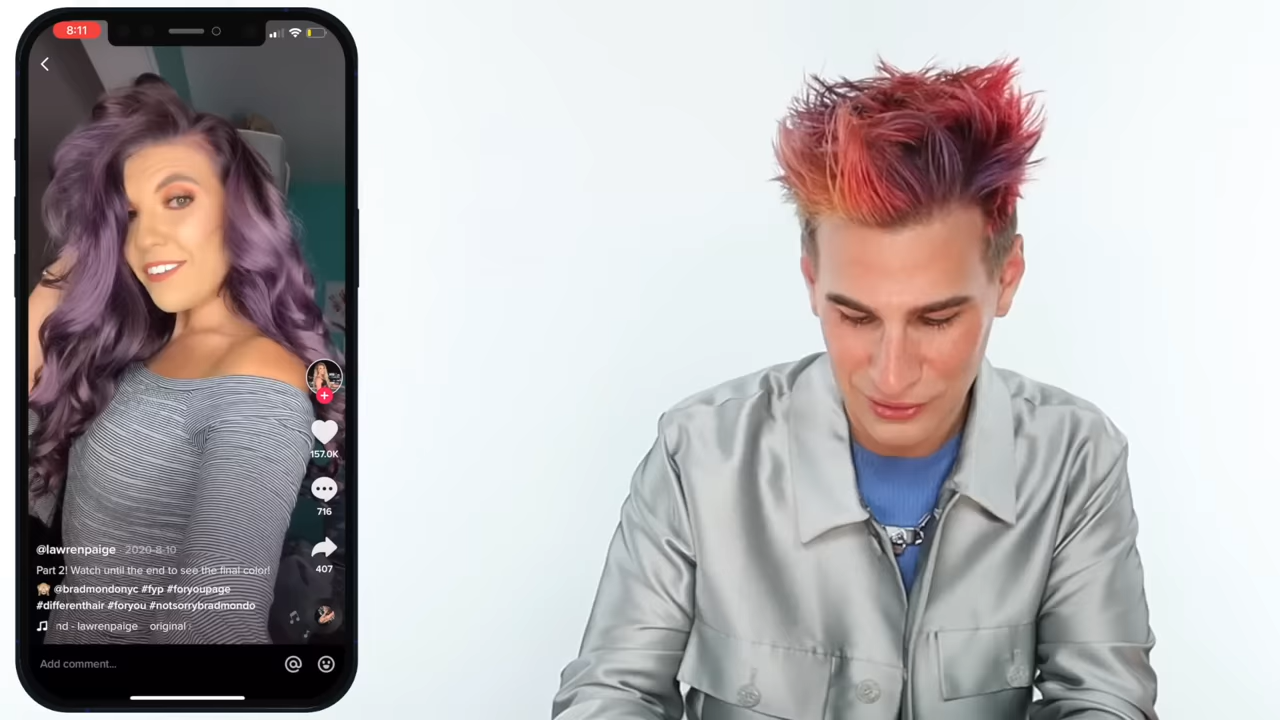 8:11
157.0K
716
407
@lawrenpaige 2020-8-10
Part 2! Watch until the end to see the final color!
@bradmondonyc #fyp #foryoupage
#differenthair #foryou #notsorrybradmondo
nd - lawrenpaige original
Add comment...